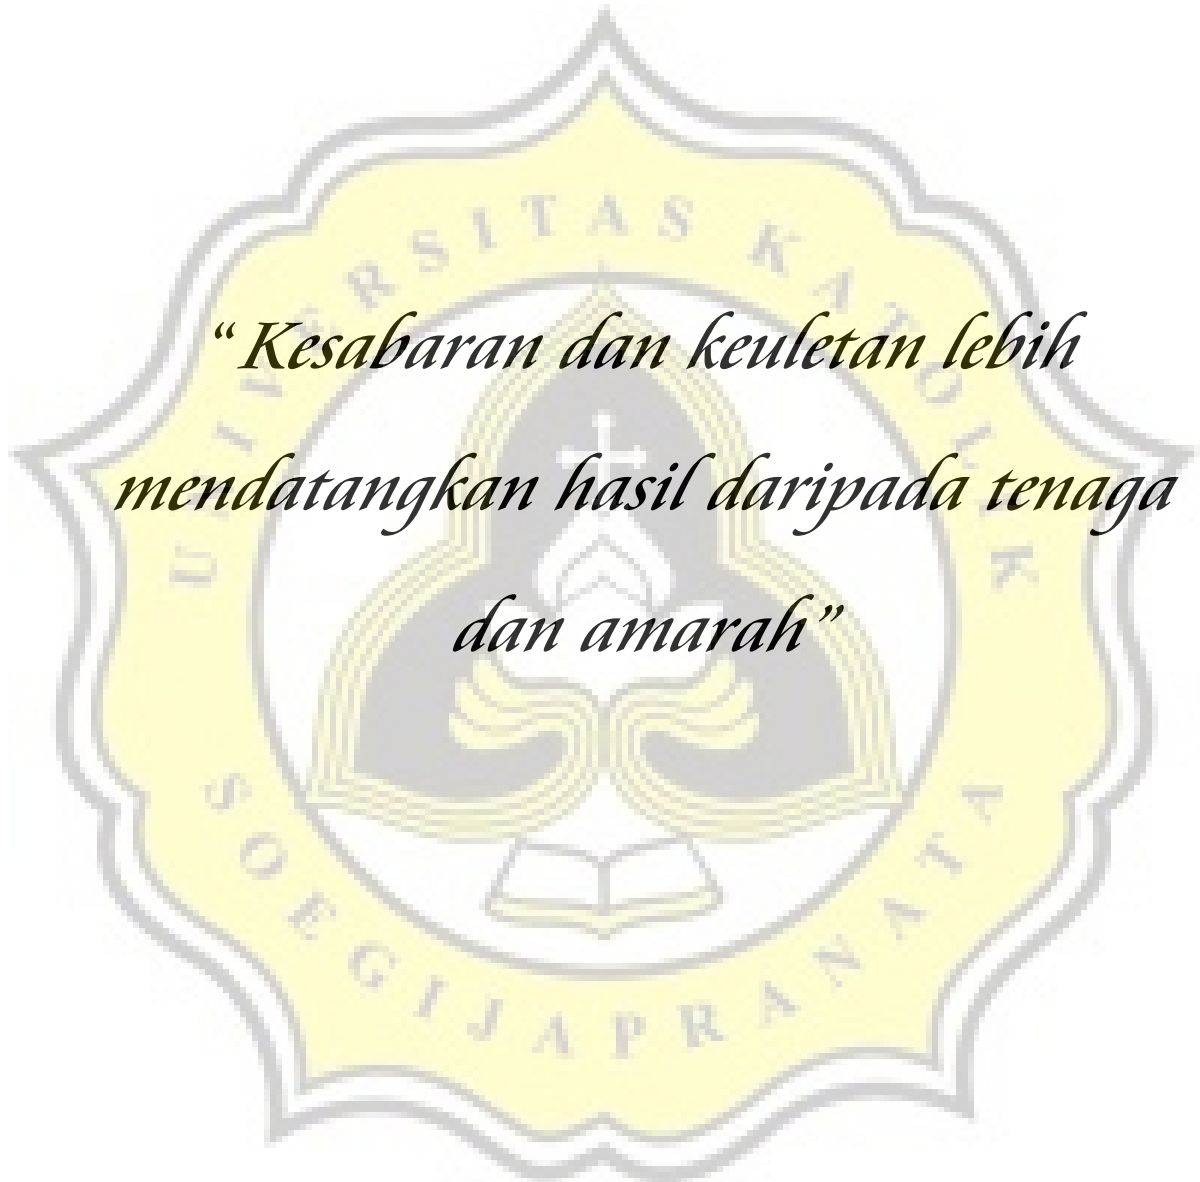 UNIVERSITAS KATOLIK
“Kesabaran dan keuletan lebih
mendatangkan hasil daripada tenaga
dan amarah”
SOEGIJAPRANATA